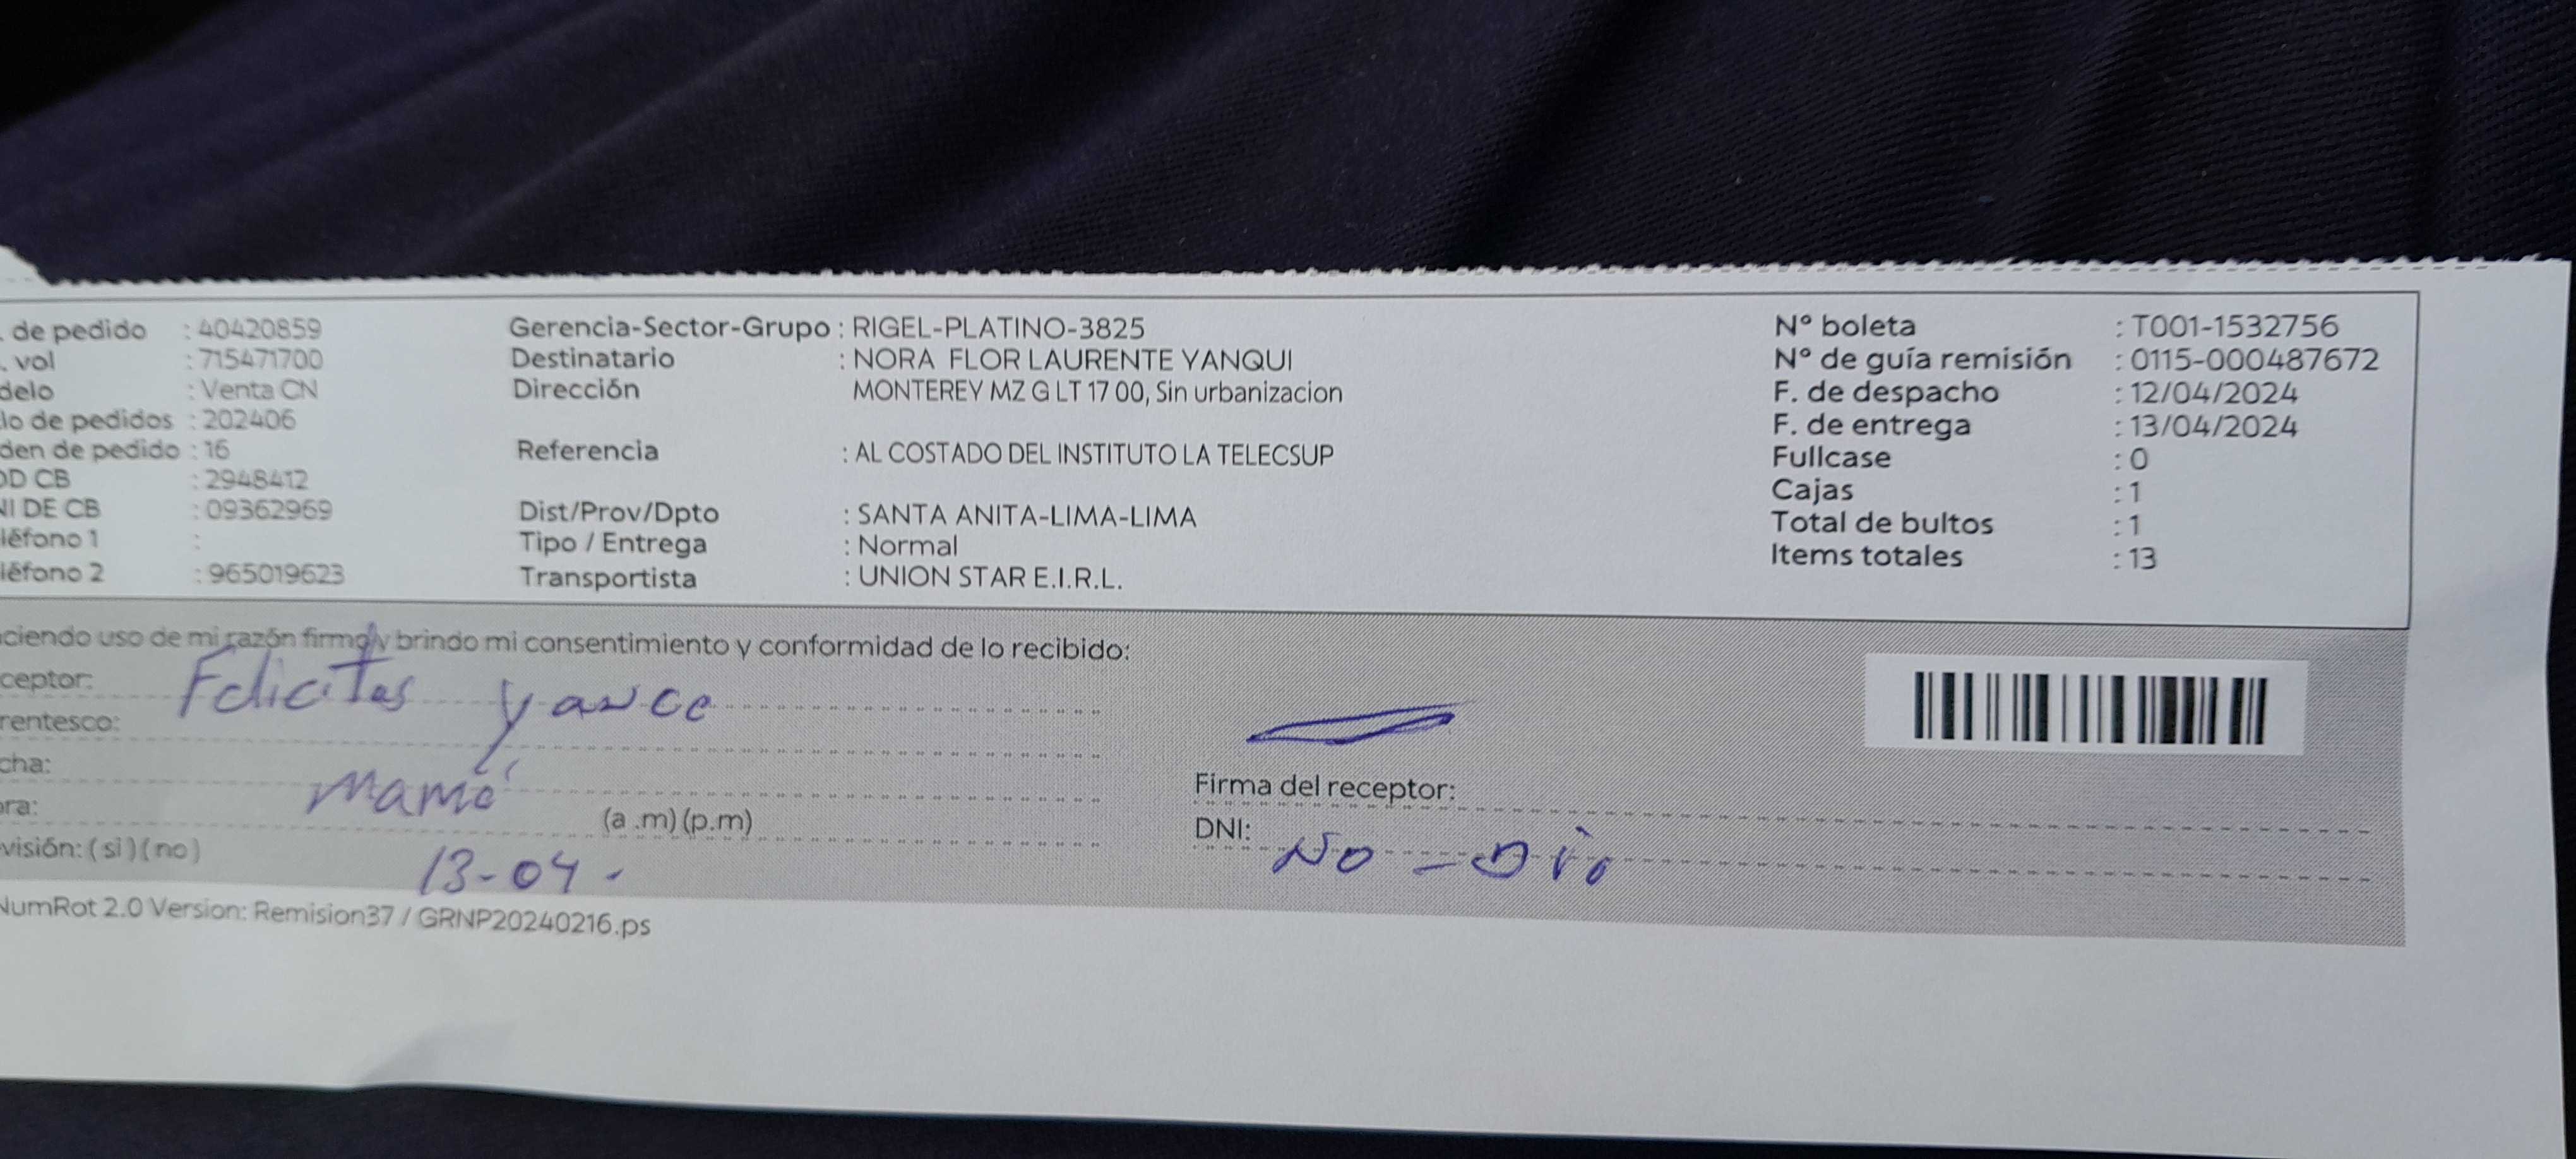 . de pedido : 40420859
. vol : 715471700
delo : Venta CN
lo de pedidos : 202406
den de pedido : 16
OD CB : 2948412
NI DE CB : 09362969
léfono 1 :
léfono 2 : 965019623
Gerencia-Sector-Grupo : RIGEL-PLATINO-3825
Destinatario : NORA FLOR LAURENTE YANQUI
Dirección MONTEREY MZ G LT 17 00, Sin urbanizacion
Referencia : AL COSTADO DEL INSTITUTO LA TELECSUP
Dist/Prov/Dpto : SANTA ANITA-LIMA-LIMA
Tipo / Entrega : Normal
Transportista : UNION STAR E.I.R.L.
Nº boleta : T001-1532756
Nº de guía remisión : 0115-000487672
F. de despacho : 12/04/2024
F. de entrega : 13/04/2024
Fullcase : 0
Cajas : 1
Total de bultos : 1
Items totales : 13
ciendo uso de mi razón firmo y brindo mi consentimiento y conformidad de lo recibido:
ceptor: Felicitas Yance
rentesco:
cha: Mamá
ora: (a .m) (p.m)
visión: ( si ) ( no ) 13-04 -
Firma del receptor:
DNI: No - Dio
NumRot 2.0 Version: Remision37 / GRNP20240216.ps